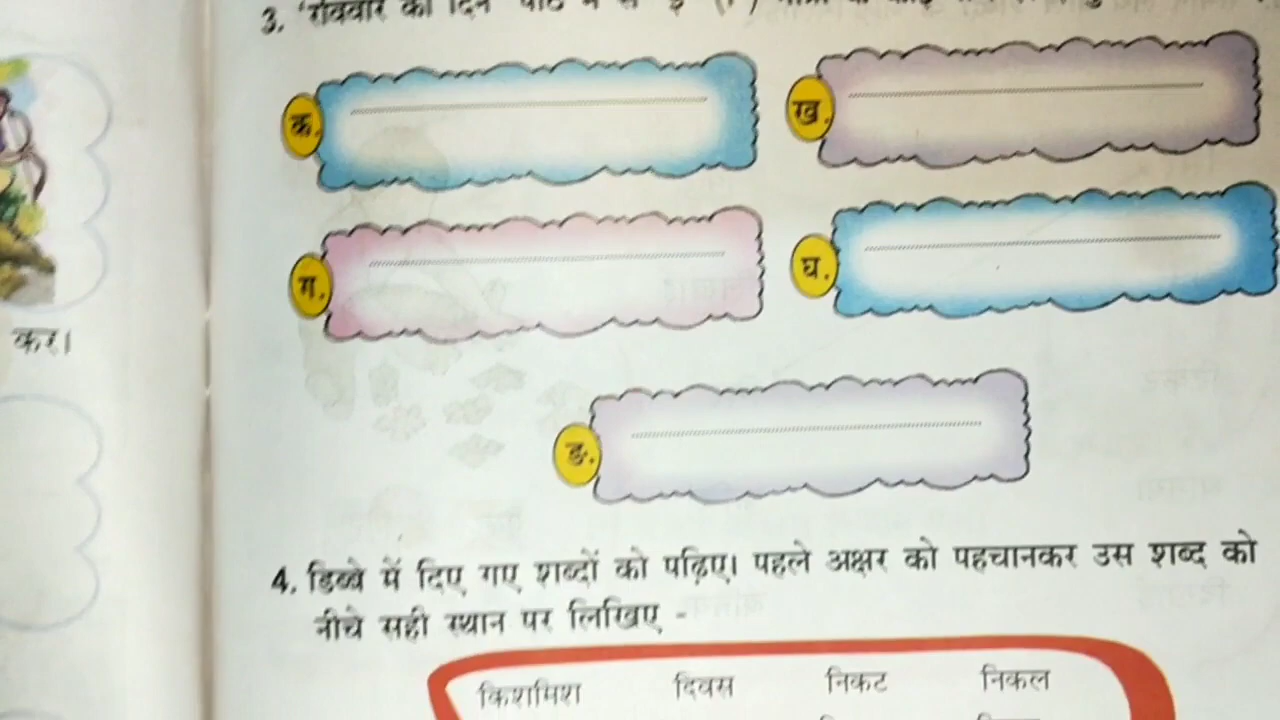 3. 'रविवार का दिन' पाठ में से 'इ' (ि)
क.
ख.
ग.
घ.
ङ.
कर।
4. डिब्बे में दिए गए शब्दों को पढ़िए। पहले अक्षर को पहचानकर उस शब्द को
नीचे सही स्थान पर लिखिए -
किशमिश दिवस निकट निकल